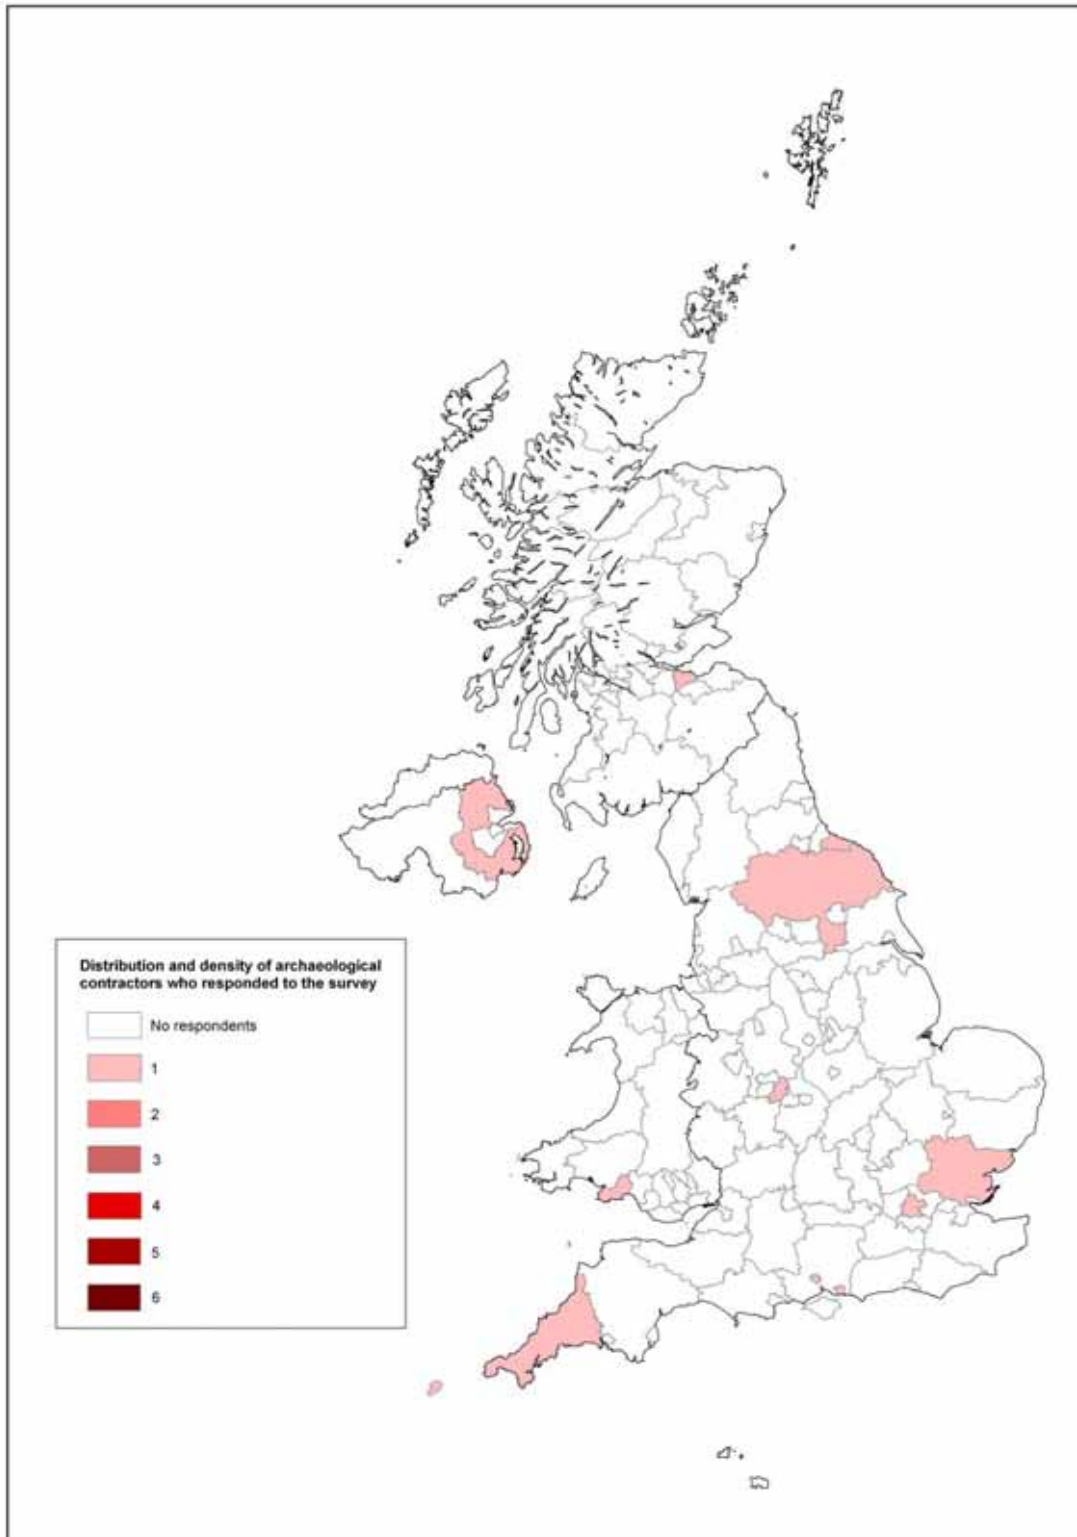 Distribution and density of archaeological
contractors who responded to the survey
No respondents
1
2
3
4
5
6